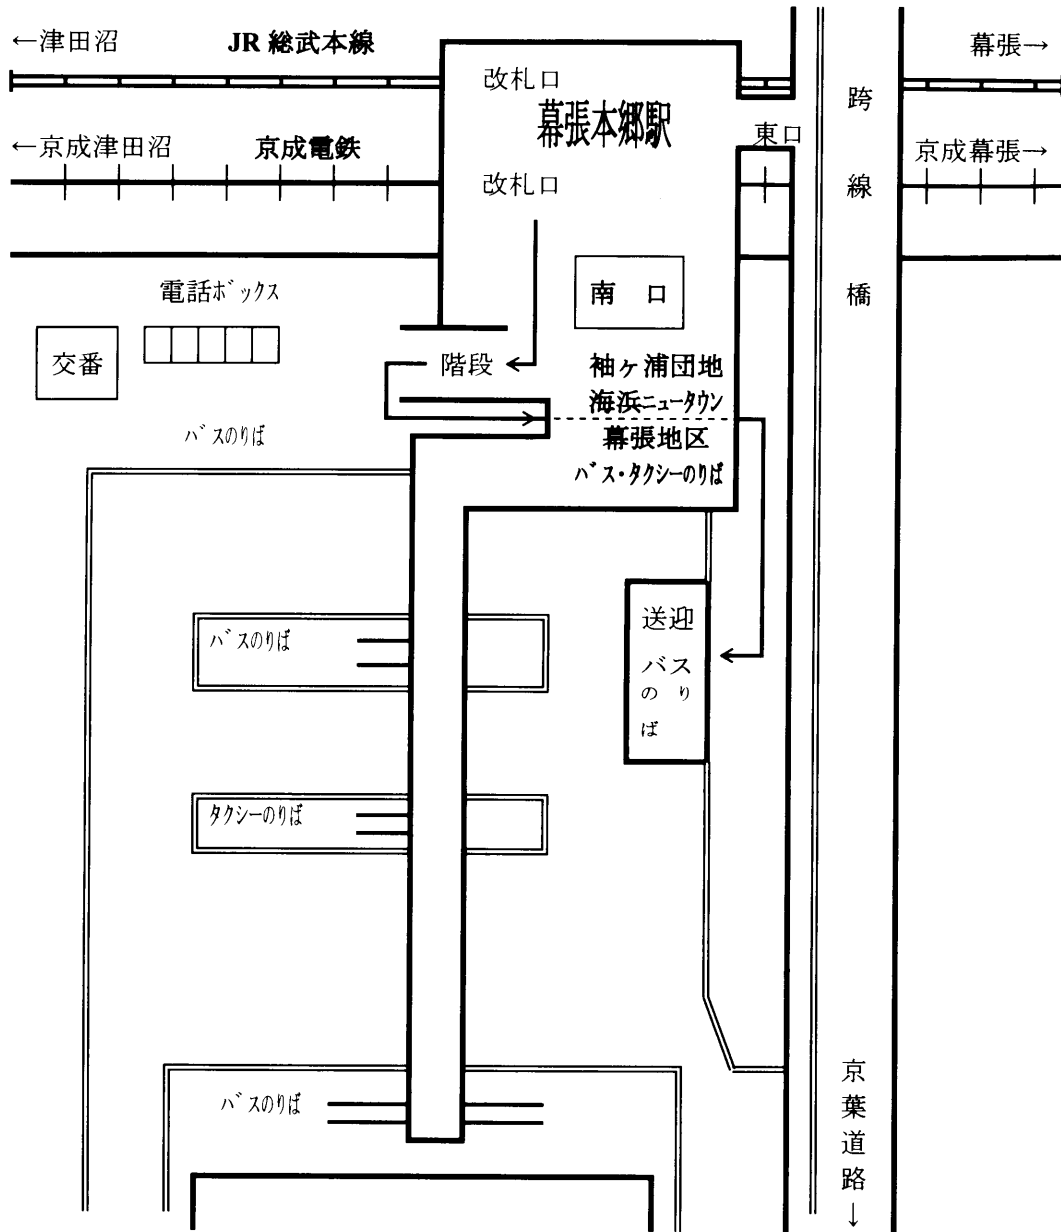 ←津田沼
JR 総武本線
幕張→
改札口
幕張本郷駅
跨線橋
←京成津田沼
京成電鉄
東口
京成幕張→
改札口
南 口
電話ボックス
交番
階段
袖ヶ浦団地
海浜ニュータウン
幕張地区
バス・タクシーのりば
バスのりば
バスのりば
送迎
バス
のり
ば
タクシーのりば
バスのりば
京葉道路↓